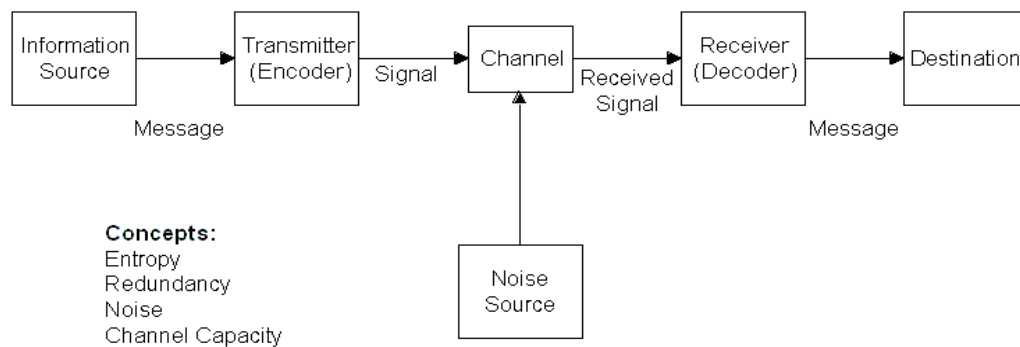 Information
Source
Transmitter
(Encoder)
Channel
Receiver
(Decoder)
Destination
Signal
Received
Signal
Message
Message
Concepts:
Entropy
Redundancy
Noise
Channel Capacity
Noise
Source